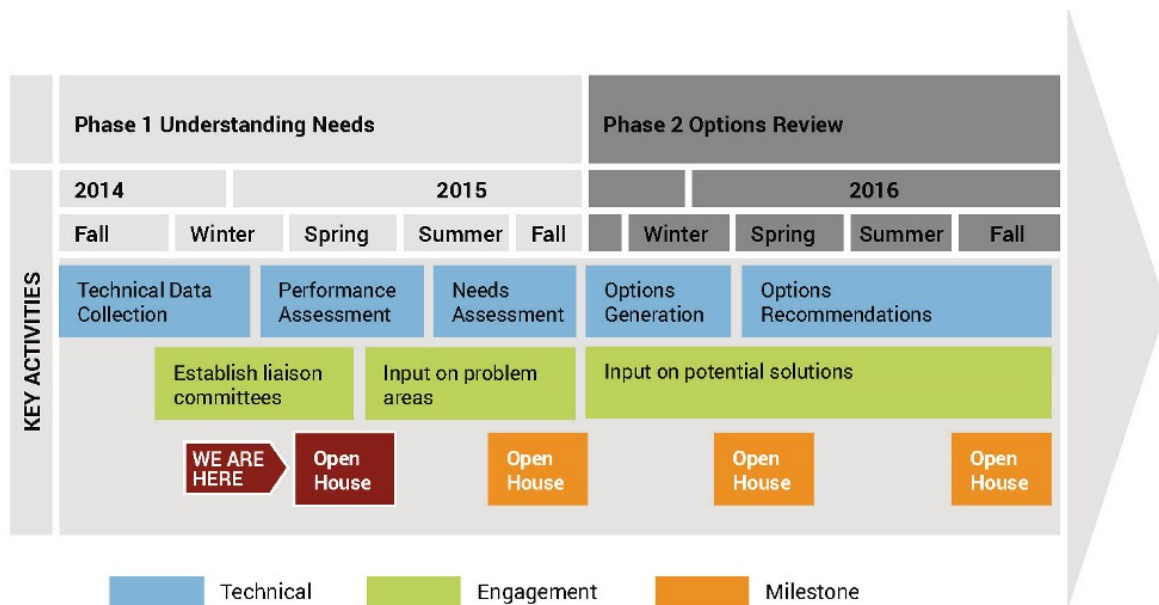 Phase 1 Understanding Needs
Phase 2 Options Review
2014
2015
2016
Fall
Winter
Spring
Summer
Fall
Winter
Spring
Summer
Fall
KEY ACTIVITIES
Technical Data
Collection
Performance
Assessment
Needs
Assessment
Options
Generation
Options
Recommendations
Establish liaison
committees
Input on problem
areas
Input on potential solutions
WE ARE
HERE
Open
House
Open
House
Open
House
Open
House
Technical
Engagement
Milestone